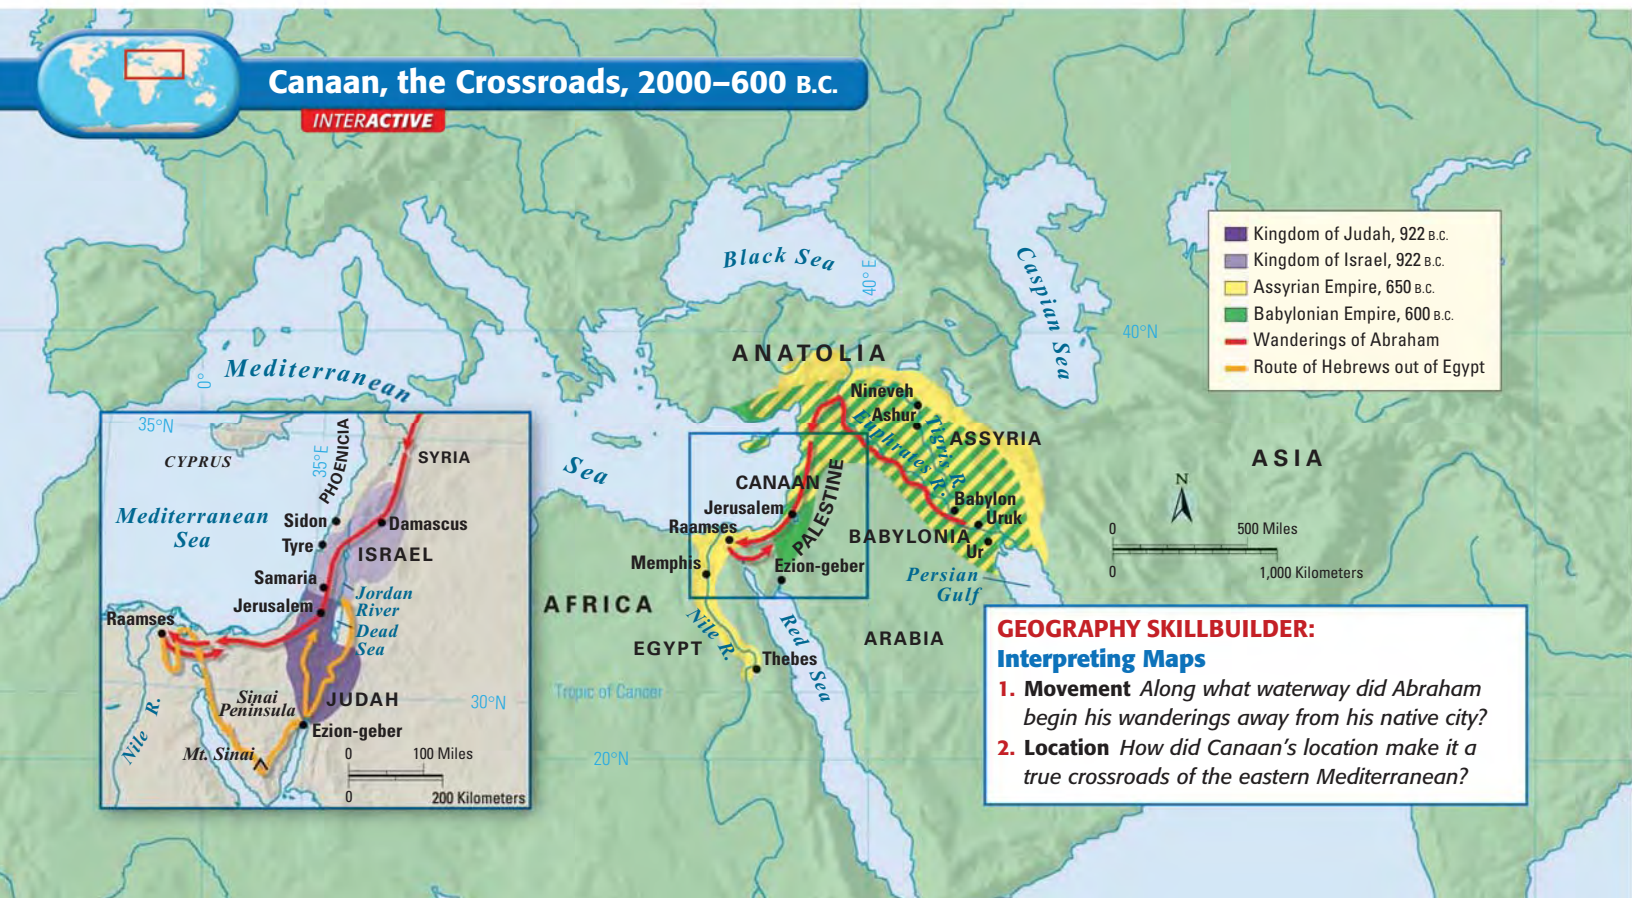 Canaan, the Crossroads, 2000–600 B.C.
INTERACTIVE
Kingdom of Judah, 922 B.C.
Kingdom of Israel, 922 B.C.
Assyrian Empire, 650 B.C.
Babylonian Empire, 600 B.C.
Wanderings of Abraham
Route of Hebrews out of Egypt
Black Sea
Caspian Sea
40° E
40°N
0°
Mediterranean
Sea
ANATOLIA
Nineveh
Ashur
Tigris R.
Euphrates R.
ASSYRIA
ASIA
CANAAN
PALESTINE
Jerusalem
Raamses
Babylon
Uruk
BABYLONIA
Ur
Memphis
Ezion-geber
Persian
Gulf
AFRICA
EGYPT
Nile R.
Red Sea
ARABIA
Thebes
Tropic of Cancer
20°N
N
0
500 Miles
0
1,000 Kilometers
35°N
35°E
CYPRUS
PHOENICIA
SYRIA
Mediterranean
Sea
Sidon
Damascus
Tyre
ISRAEL
Samaria
Jordan
River
Jerusalem
Raamses
Dead
Sea
Sinai
Peninsula
JUDAH
30°N
Nile R.
Ezion-geber
Mt. Sinai
0
100 Miles
0
200 Kilometers
GEOGRAPHY SKILLBUILDER:
Interpreting Maps
1. Movement Along what waterway did Abraham
begin his wanderings away from his native city?
2. Location How did Canaan's location make it a
true crossroads of the eastern Mediterranean?